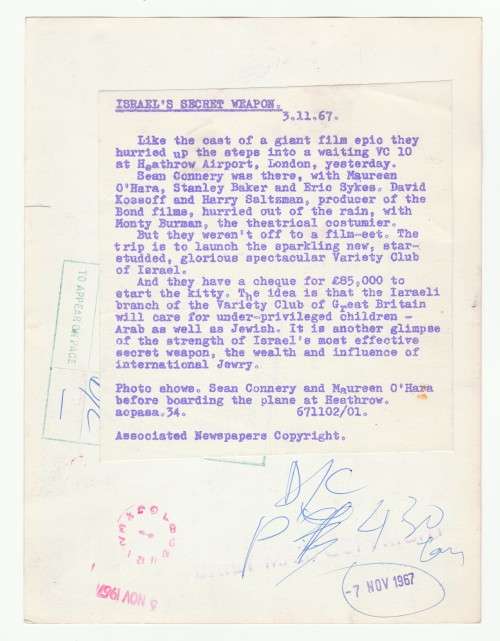 ISRAEL'S SECRET WEAPON.
3.11.67.
Like the cast of a giant film epic they
hurried up the steps into a waiting VC 10
at Heathrow Airport, London, yesterday.
Sean Connery was there, with Maureen
O'Hara, Stanley Baker and Eric Sykes. David
Kossoff and Harry Saltzman, producer of the
Bond films, hurried out of the rain, with
Monty Burman, the theatrical costumier.
But they weren't off to a film-set. The
trip is to launch the sparkling new, star-
studded, glorious spectacular Variety Club
of Israel.
And they have a cheque for £85,000 to
start the kitty. The idea is that the Israeli
branch of the Variety Club of Great Britain
will care for under-privileged children -
Arab as well as Jewish. It is another glimpse
of the strength of Israel's most effective
secret weapon, the wealth and influence of
international Jewry.
Photo shows. Sean Connery and Maureen O'Hara
before boarding the plane at Heathrow.
acpasa.34. 671102/01.
Associated Newspapers Copyright.
TO APPEAR ON PAGE
D/C
D/C
P 430
-7 NOV 1967
6 NOV 1967